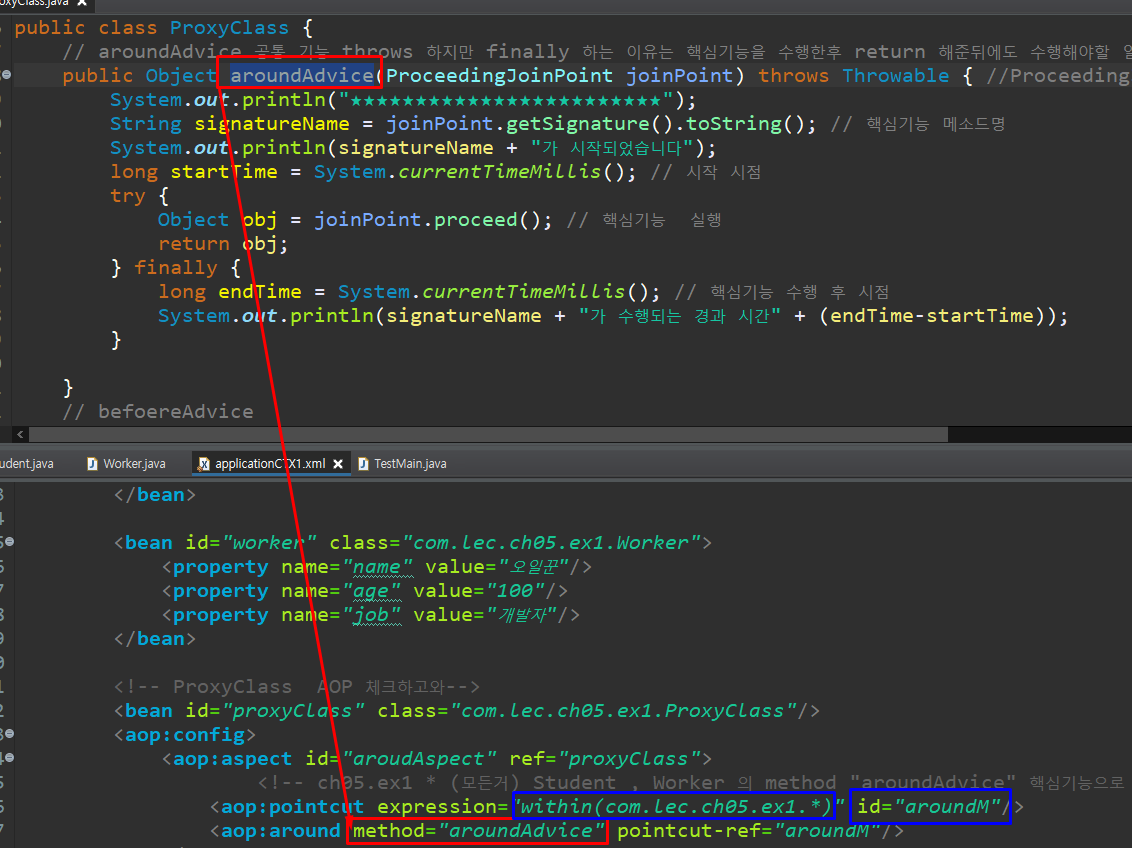 oxyClass.java
public class ProxyClass {
// aroundAdvice 공통 기능 throws 하지만 finally 하는 이유는 핵심기능을 수행한후 return 해준뒤에도 수행해야할
public Object aroundAdvice(ProceedingJoinPoint joinPoint) throws Throwable { //Proceeding
System.out.println("★★★★★★★★★★★★★★★★★★★★★★★★");
String signatureName = joinPoint.getSignature().toString(); // 핵심기능 메소드명
System.out.println(signatureName + "가 시작되었습니다");
long startTime = System.currentTimeMillis(); // 시작 시점
try {
Object obj = joinPoint.proceed(); // 핵심기능 실행
return obj;
} finally {
long endTime = System.currentTimeMillis(); // 핵심기능 수행 후 시점
System.out.println(signatureName + "가 수행되는 경과 시간" + (endTime-startTime));
}
}
// befoereAdvice
udent.java Worker.java applicationCTX1.xml TestMain.java
</bean>
<bean id="worker" class="com.lec.ch05.ex1.Worker">
<property name="name" value="오일꾼"/>
<property name="age" value="100"/>
<property name="job" value="개발자"/>
</bean>
<!-- ProxyClass AOP 체크하고와-->
<bean id="proxyClass" class="com.lec.ch05.ex1.ProxyClass"/>
<aop:config>
<aop:aspect id="aroudAspect" ref="proxyClass">
<!-- ch05.ex1 * (모든거) Student , Worker 의 method "aroundAdvice" 핵심기능으로
<aop:pointcut expression="within(com.lec.ch05.ex1.*)" id="aroundM"/>
<aop:around method="aroundAdvice" pointcut-ref="aroundM"/>